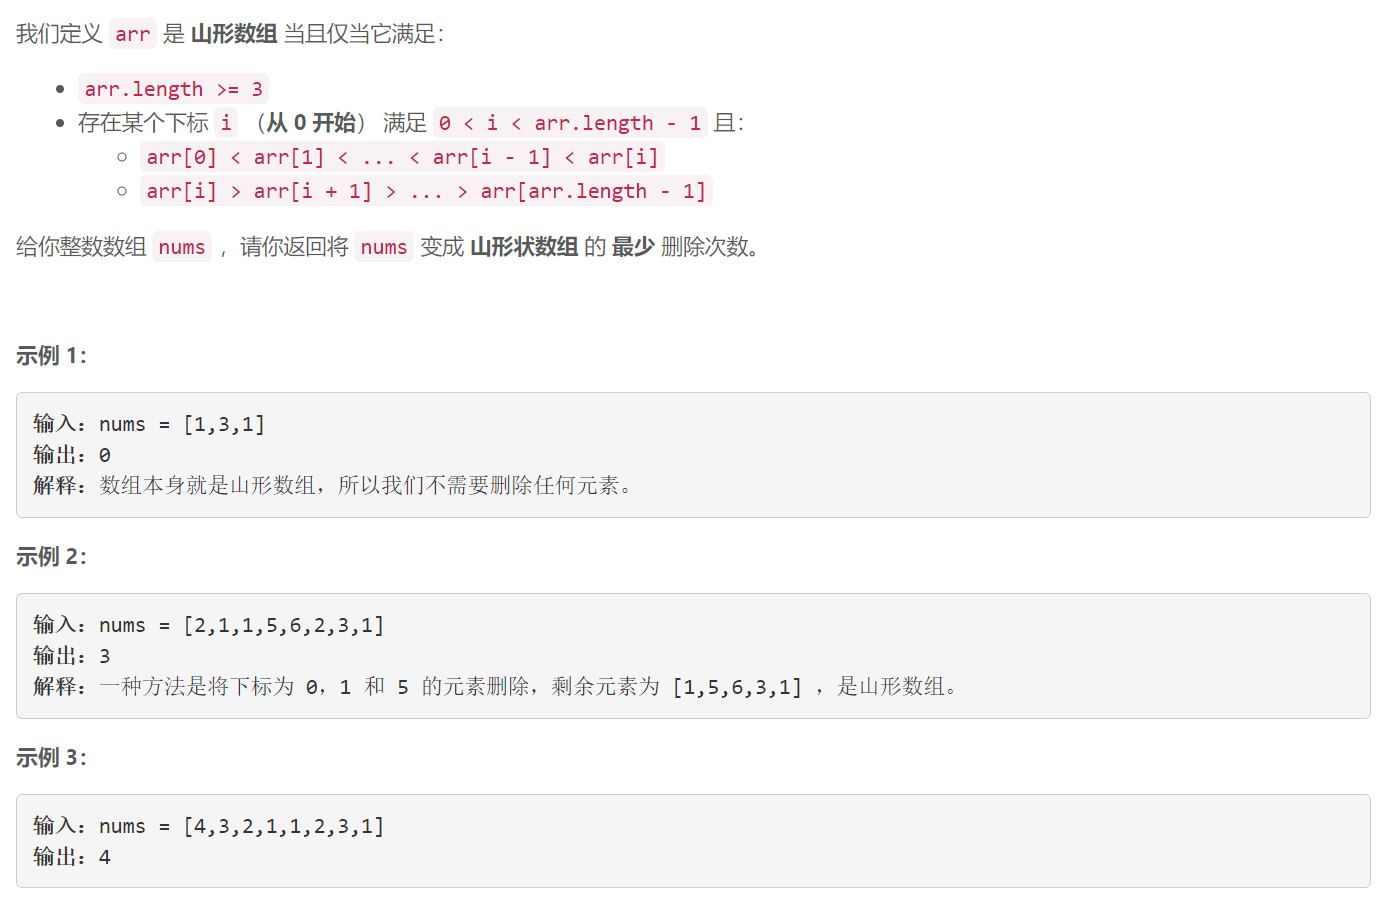 我们定义 arr 是 山形数组 当且仅当它满足：
arr.length >= 3
存在某个下标 i （从 0 开始） 满足 0 < i < arr.length - 1 且：
arr[0] < arr[1] < ... < arr[i - 1] < arr[i]
arr[i] > arr[i + 1] > ... > arr[arr.length - 1]
给你整数数组 nums ，请你返回将 nums 变成 山形状数组 的 最少 删除次数。
示例 1：
输入：nums = [1,3,1]
输出：0
解释：数组本身就是山形数组，所以我们不需要删除任何元素。
示例 2：
输入：nums = [2,1,1,5,6,2,3,1]
输出：3
解释：一种方法是将下标为 0，1 和 5 的元素删除，剩余元素为 [1,5,6,3,1] ，是山形数组。
示例 3：
输入：nums = [4,3,2,1,1,2,3,1]
输出：4